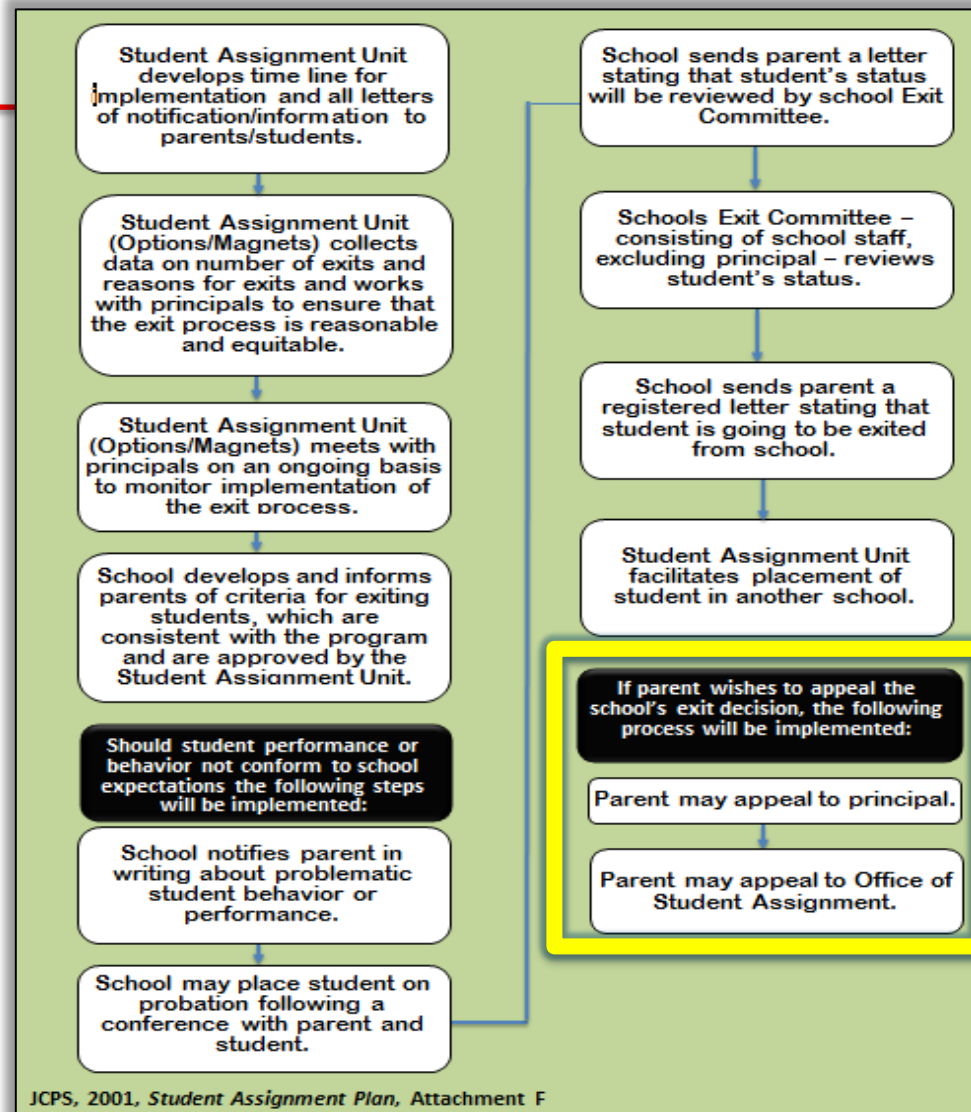 Student Assignment Unit
develops time line for
implementation and all letters
of notification/information to
parents/students.
Student Assignment Unit
(Options/Magnets) collects
data on number of exits and
reasons for exits and works
with principals to ensure that
the exit process is reasonable
and equitable.
Student Assignment Unit
(Options/Magnets) meets with
principals on an ongoing basis
to monitor implementation of
the exit process.
School develops and informs
parents of criteria for exiting
students, which are
consistent with the program
and are approved by the
Student Assignment Unit.
Should student performance or
behavior not conform to school
expectations the following steps
will be implemented:
School notifies parent in
writing about problematic
student behavior or
performance.
School may place student on
probation following a
conference with parent and
student.
School sends parent a letter
stating that student's status
will be reviewed by school Exit
Committee.
Schools Exit Committee –
consisting of school staff,
excluding principal – reviews
student's status.
School sends parent a
registered letter stating that
student is going to be exited
from school.
Student Assignment Unit
facilitates placement of
student in another school.
If parent wishes to appeal the
school's exit decision, the following
process will be implemented:
Parent may appeal to principal.
Parent may appeal to Office of
Student Assignment.
JCPS, 2001, Student Assignment Plan, Attachment F